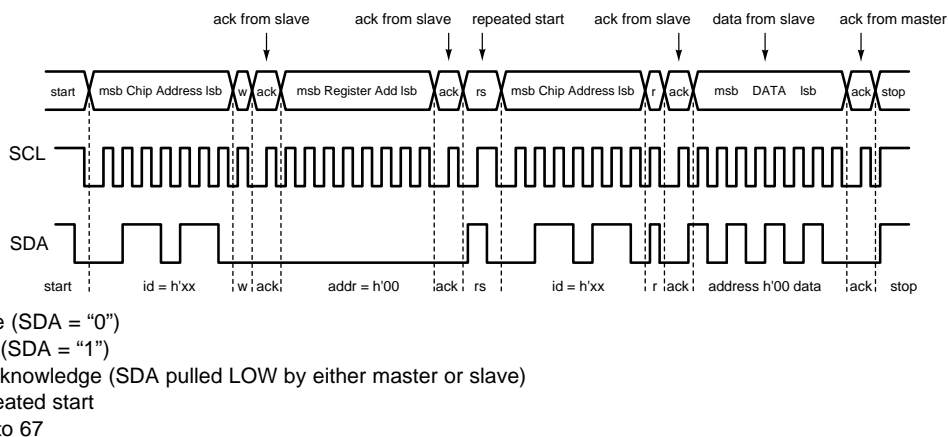 ack from slave ack from slave repeated start ack from slave data from slave ack from master
start msb Chip Address lsb w ack msb Register Add lsb ack rs msb Chip Address lsb r ack msb DATA lsb ack stop
SCL
SDA
start id = h'xx w ack addr = h'00 ack rs id = h'xx r ack address h'00 data ack stop
e (SDA = “0”)
(SDA = “1”)
knowledge (SDA pulled LOW by either master or slave)
eated start
to 67